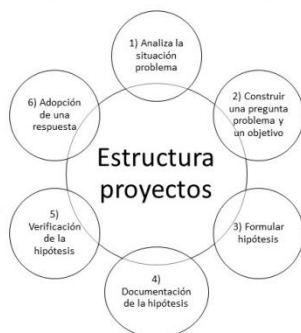 1) Analiza la
situación
problema
2) Construir
una pregunta
problema y
un objetivo
3) Formular
hipótesis
4)
Documentación
de la hipótesis
5)
Verificación
de la
hipótesis
6) Adopción
de una
respuesta
Estructura
proyectos